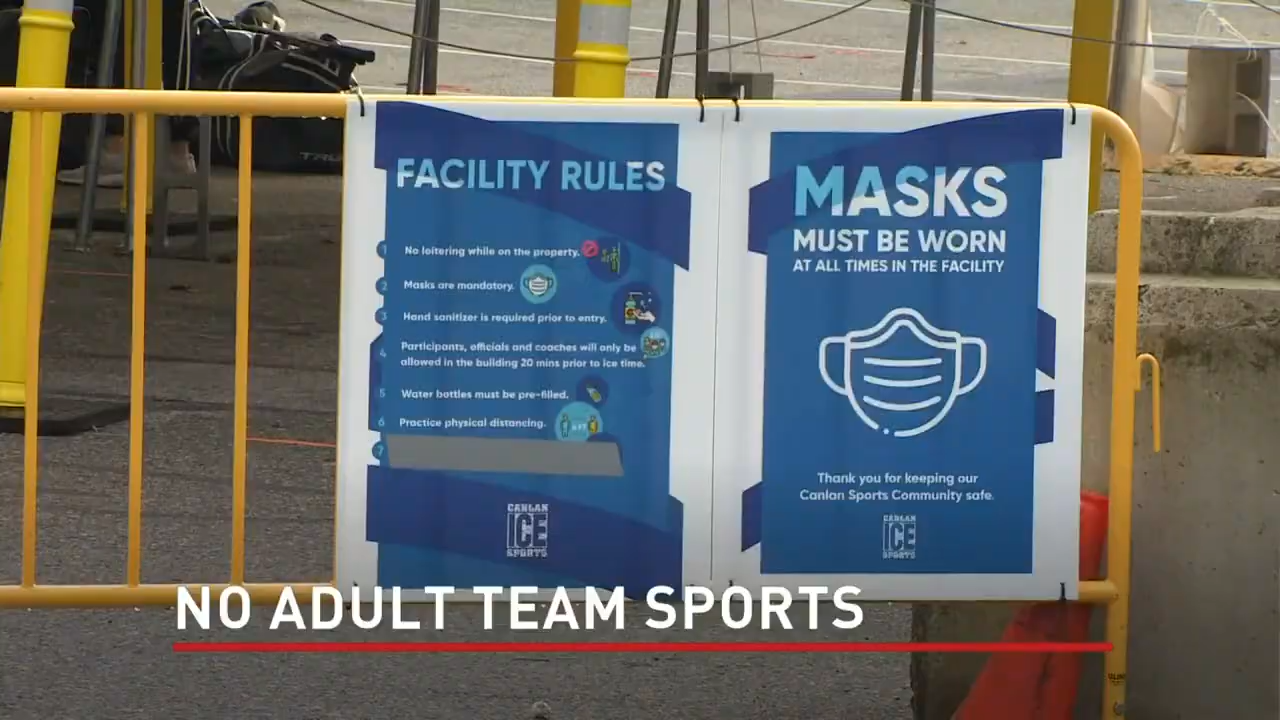 FACILITY RULES
1 No loitering while on the property.
2 Masks are mandatory.
3 Hand sanitizer is required prior to entry.
4 Participants, officials and coaches will only be
allowed in the building 20 mins prior to ice time.
5 Water bottles must be pre-filled.
6 Practice physical distancing.
7
CANLAN
ICE
SPORTS
MASKS
MUST BE WORN
AT ALL TIMES IN THE FACILITY
Thank you for keeping our
Canlan Sports Community safe.
CANLAN
ICE
SPORTS
NO ADULT TEAM SPORTS